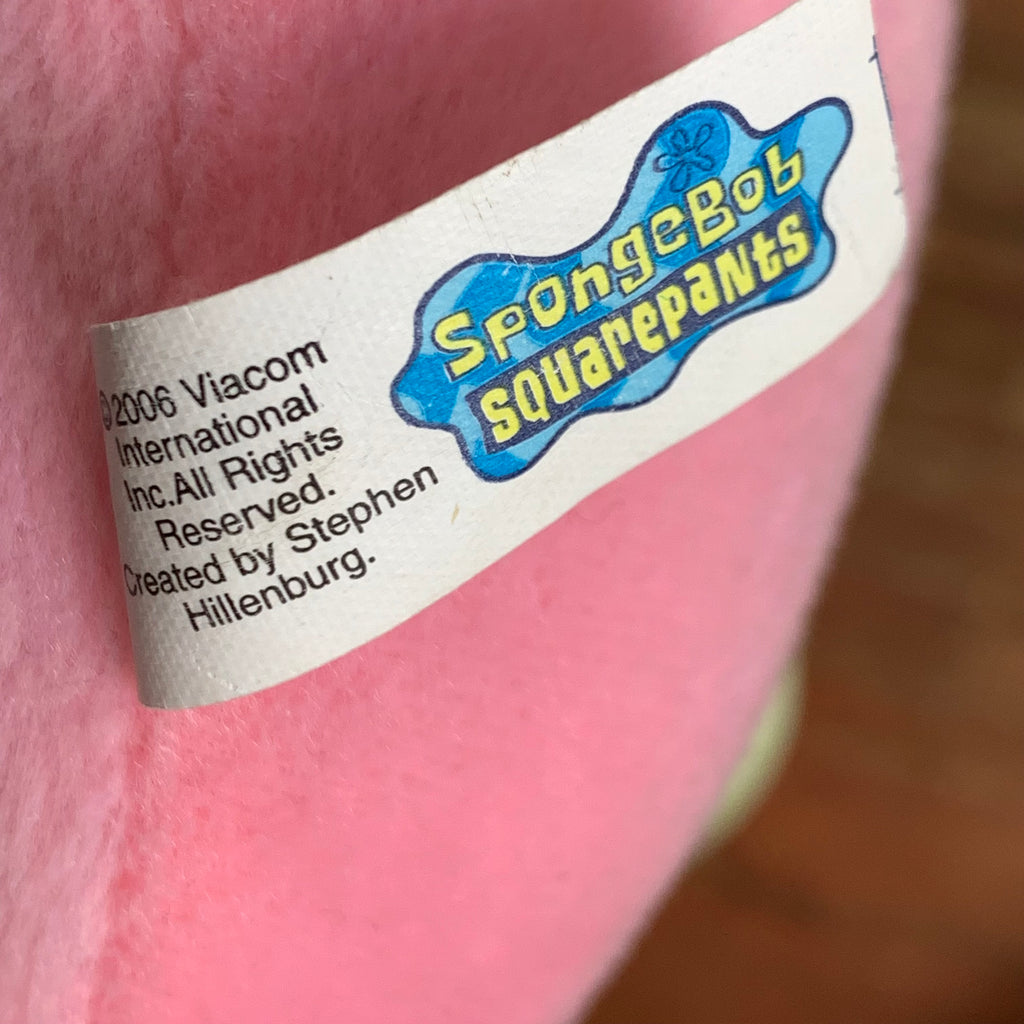 ©2006 Viacom
International
Inc.All Rights
Reserved.
Created by Stephen
Hillenburg.
SpongeBob
SQUarepaNts